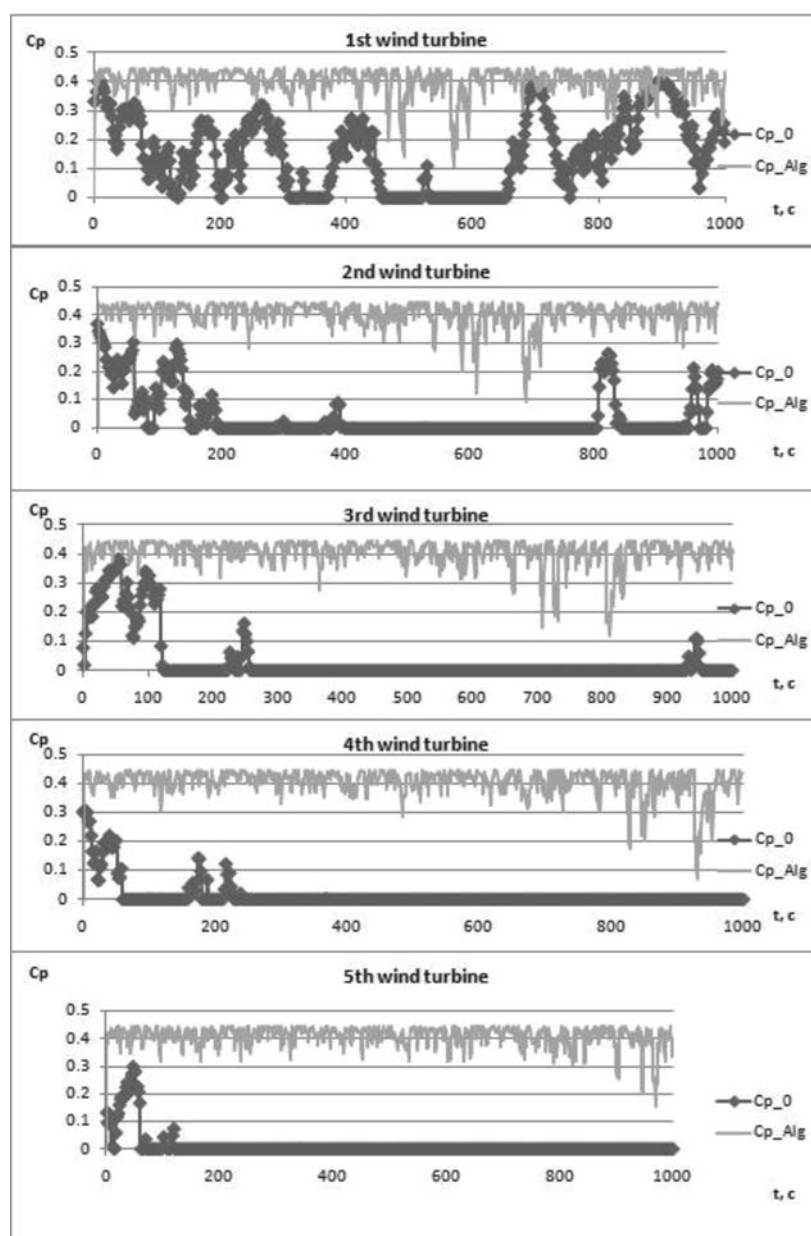 Cp 1st wind turbine
0.5
0.4
0.3
0.2
0.1
0
0 200 400 600 800 1000
Cp_0
Cp_Alg
t, c
2nd wind turbine
Cp
0.5
0.4
0.3
0.2
0.1
0
0 200 400 600 800 1000
Cp_0
Cp_Alg
t, c
Cp 3rd wind turbine
0.5
0.4
0.3
0.2
0.1
0
0 100 200 300 400 500 600 700 800 900 1000
Cp_0
Cp_Alg
t, c
Cp 4th wind turbine
0.5
0.4
0.3
0.2
0.1
0
0 200 400 600 800 1000
Cp_0
Cp_Alg
t, c
Cp 5th wind turbine
0.5
0.4
0.3
0.2
0.1
0
0 200 400 600 800 1000
Cp_0
Cp_Alg
t, c